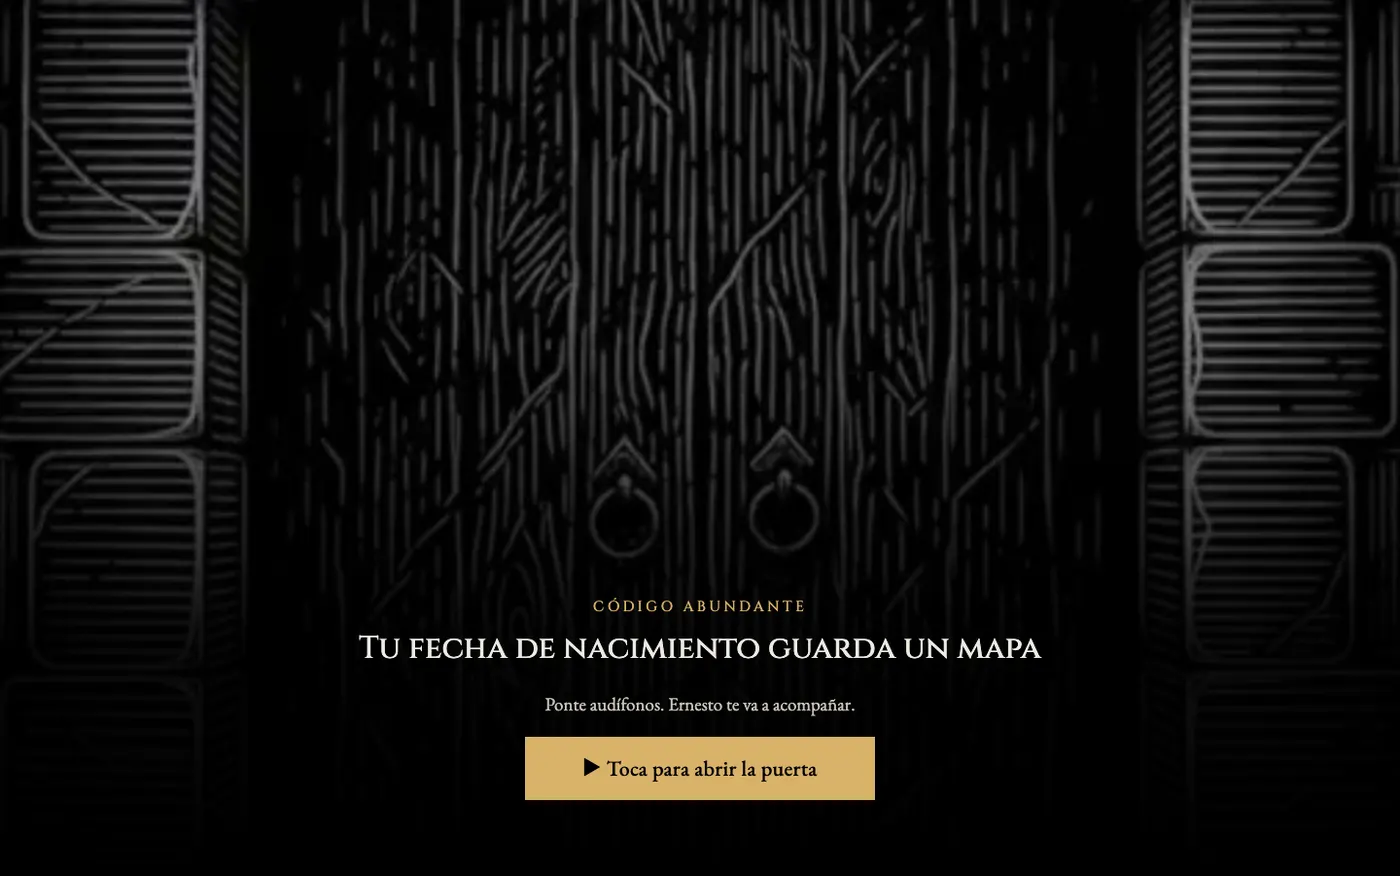 CÓDIGO ABUNDANTE
Tu fecha de nacimiento guarda un mapa
Ponte audífonos. Ernesto te va a acompañar.
▶ Toca para abrir la puerta